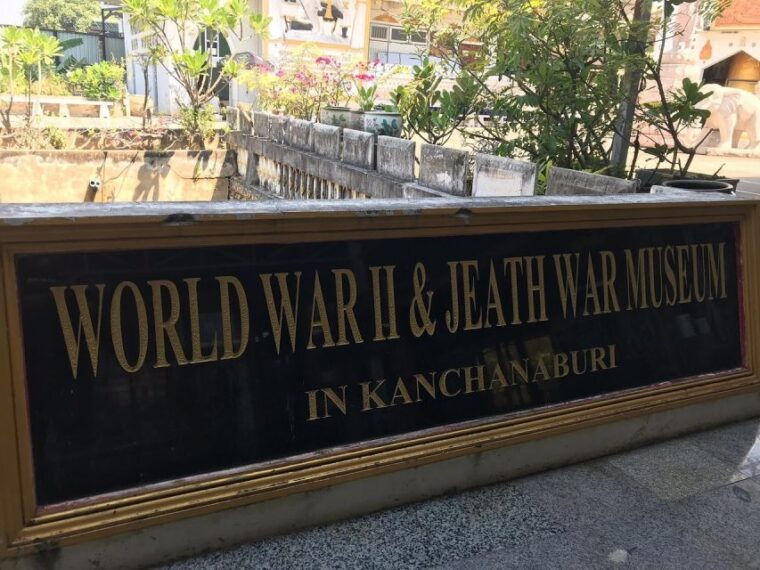 WORLD WAR II & JEATH WAR MUSEUM
IN KANCHANABURI